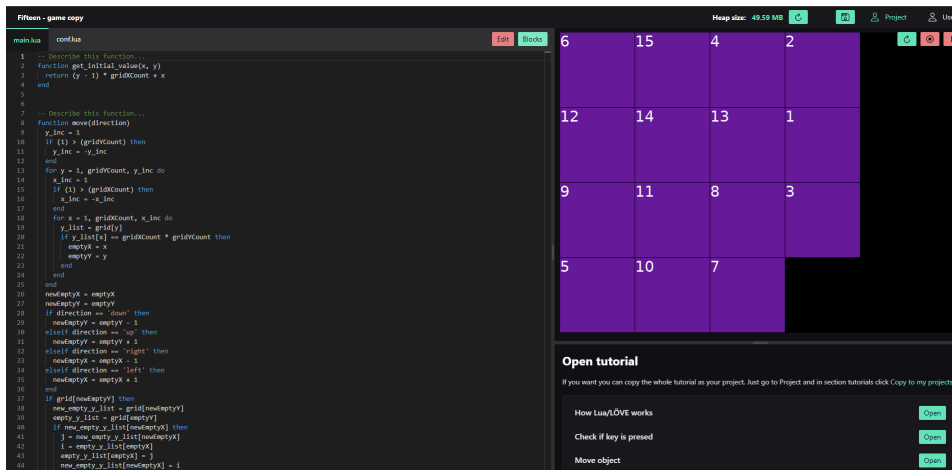 Fifteen - game copy
Heap size: 49.59 MB
Project
Use
main.lua
conf.lua
Edit
Blocks
1 -- Describe this function...
2 function get_initial_value(x, y)
3 return (y - 1) * gridXCount + x
4 end
5
6
7 -- Describe this function...
8 function move(direction)
9 y_inc = 1
10 if (1) > (gridYCount) then
11 y_inc = -y_inc
12 end
13 for y = 1, gridYCount, y_inc do
14 x_inc = 1
15 if (1) > (gridXCount) then
16 x_inc = -x_inc
17 end
18 for x = 1, gridXCount, x_inc do
19 y_list = grid[y]
20 if y_list[x] == gridXCount * gridYCount then
21 emptyX = x
22 emptyY = y
23 end
24 end
25 end
26 newEmptyX = emptyX
27 newEmptyY = emptyY
28 if direction == 'down' then
29 newEmptyY = emptyY - 1
30 elseif direction == 'up' then
31 newEmptyY = emptyY + 1
32 elseif direction == 'right' then
33 newEmptyX = emptyX - 1
34 elseif direction == 'left' then
35 newEmptyX = emptyX + 1
36 end
37 if grid[newEmptyY] then
38 new_empty_y_list = grid[newEmptyY]
39 empty_y_list = grid[emptyY]
40 if new_empty_y_list[newEmptyX] then
41 j = new_empty_y_list[newEmptyX]
42 i = empty_y_list[emptyX]
43 empty_y_list[emptyX] = j
44 new_empty_y_list[newEmptyX] = i
6 15 4 2
12 14 13 1
9 11 8 3
5 10 7
Open tutorial
If you want you can copy the whole tutorial as your project. Just go to Project and in section tutorials click Copy to my projects
How Lua/LÖVE works
Open
Check if key is presed
Open
Move object
Open